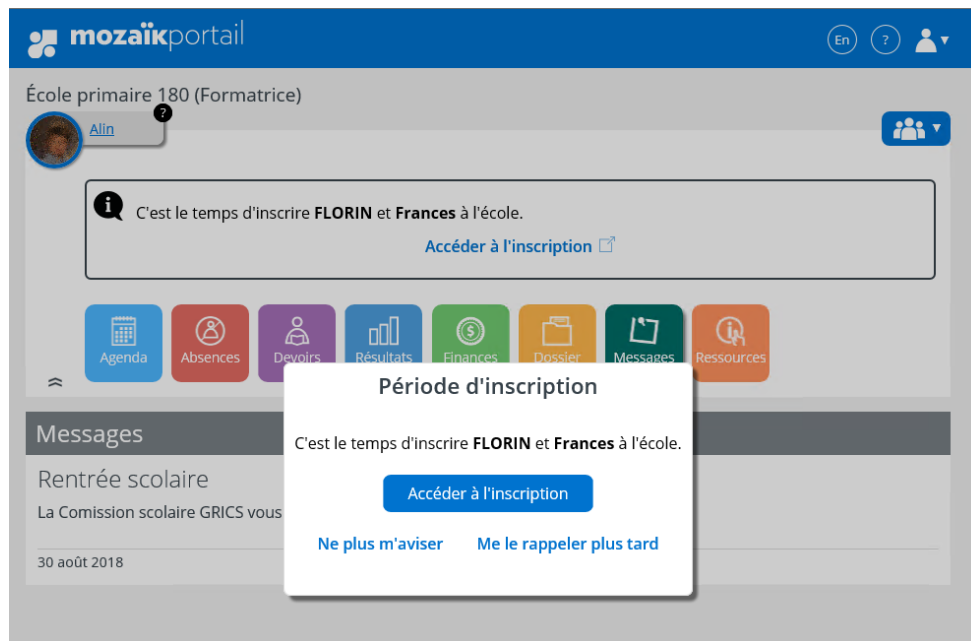 mozaïkportail
En
?
École primaire 180 (Formatrice)
?
Alin
i
C'est le temps d'inscrire FLORIN et Frances à l'école.
Accéder à l'inscription
Agenda
Absences
Devoirs
Résultats
Finances
Dossier
Messages
Ressources
Période d'inscription
C'est le temps d'inscrire FLORIN et Frances à l'école.
Accéder à l'inscription
Ne plus m'aviser
Me le rappeler plus tard
Messages
Rentrée scolaire
La Comission scolaire GRICS vous
30 août 2018